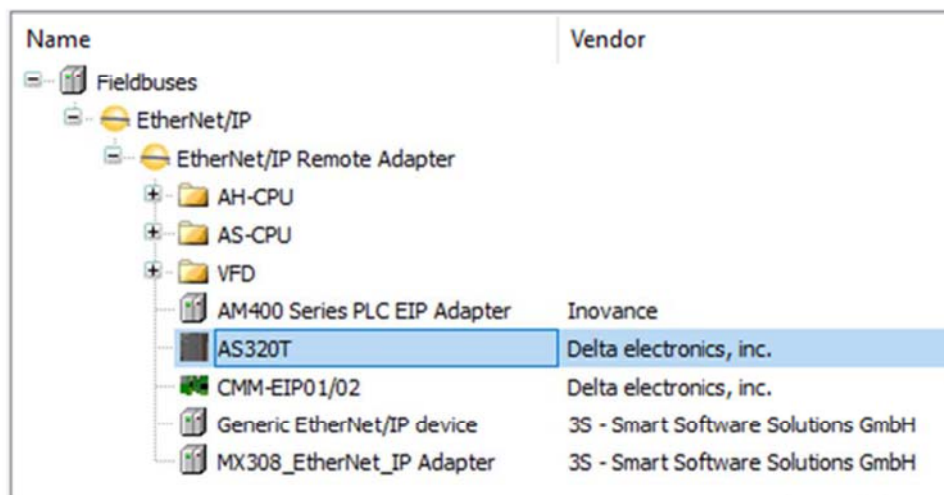 Name Vendor
Fieldbuses
EtherNet/IP
EtherNet/IP Remote Adapter
AH-CPU
AS-CPU
VFD
AM400 Series PLC EIP Adapter Inovance
AS320T Delta electronics, inc.
CMM-EIP01/02 Delta electronics, inc.
Generic EtherNet/IP device 3S - Smart Software Solutions GmbH
MX308_EtherNet_IP Adapter 3S - Smart Software Solutions GmbH